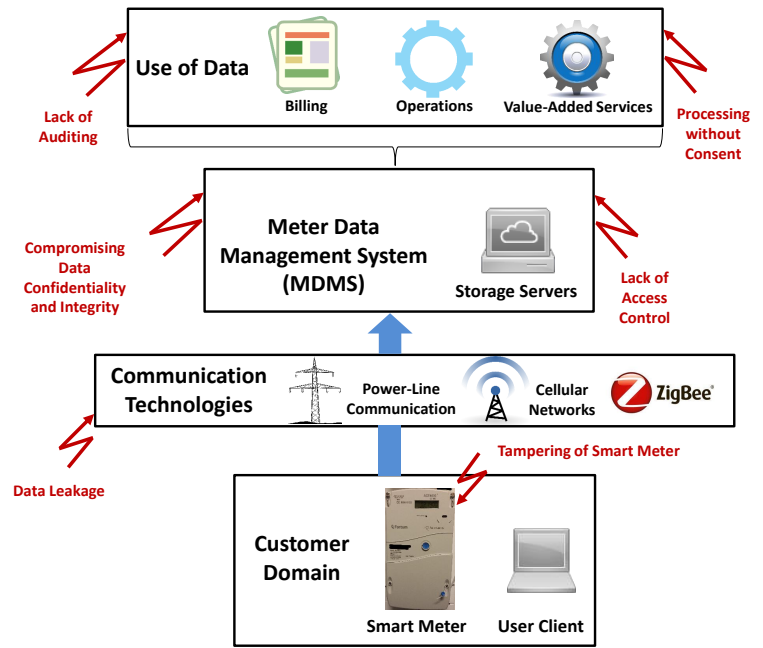 Use of Data
Billing
Operations
Value-Added Services
Lack of
Auditing
Processing
without
Consent
Meter Data
Management System
(MDMS)
Storage Servers
Compromising
Data
Confidentiality
and Integrity
Lack of
Access
Control
Communication
Technologies
Power-Line
Communication
Cellular
Networks
ZigBee®
Data Leakage
Tampering of Smart Meter
Customer
Domain
Smart Meter
User Client